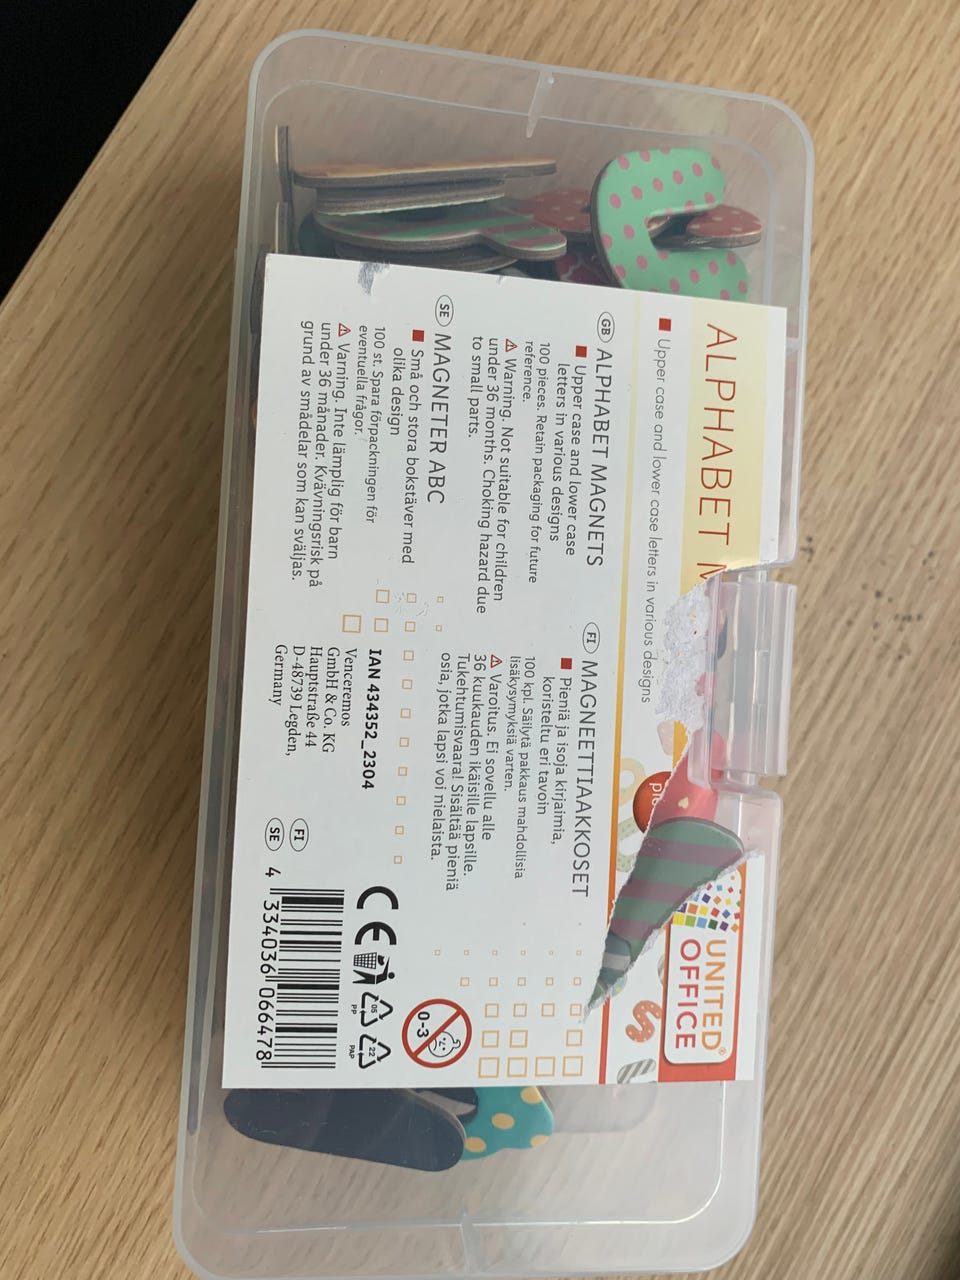 ALPHABET M
Upper case and lower case letters in various designs
UNITED
OFFICE®
GB ALPHABET MAGNETS
Upper case and lower case
letters in various designs
100 pieces. Retain packaging for future
reference.
Warning. Not suitable for children
under 36 months. Choking hazard due
to small parts.
SE MAGNETER ABC
Små och stora bokstäver med
olika design
100 st. Spara förpackningen för
eventuella frågor.
Varning. Inte lämplig för barn
under 36 månader. Kvävningsrisk på
grund av smådelar som kan sväljas.
FI MAGNEETTIAAKKOSET
Pieniä ja isoja kirjaimia,
koristeltu eri tavoin
100 kpl. Säilytä pakkaus mahdollisia
lisäkysymyksiä varten.
Varoitus. Ei sovellu alle
36 kuukauden ikäisille lapsille.
Tukehtumisvaara! Sisältää pieniä
osia, jotka lapsi voi nielaista.
IAN 434352_2304
Venceremos
GmbH & Co. KG
Hauptstraße 44
D-48739 Legden,
Germany
FI
SE
0-3
CE
05
PP
22
PAP
4 334036 066478